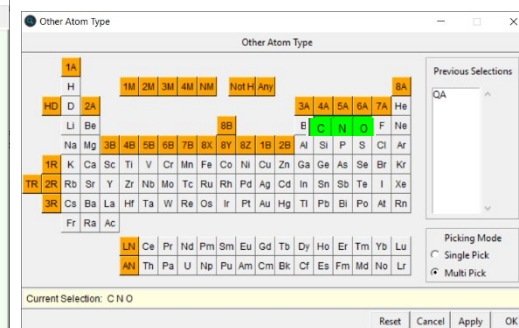 Other Atom Type
Other Atom Type
1A
H 1M 2M 3M 4M NM Not H Any 8A
HD D 2A 3A 4A 5A 6A 7A He
Li Be 8B B C N O F Ne
Na Mg 3B 4B 5B 6B 7B 8X 8Y 8Z 1B 2B Al Si P S Cl Ar
1R K Ca Sc Ti V Cr Mn Fe Co Ni Cu Zn Ga Ge As Se Br Kr
TR 2R Rb Sr Y Zr Nb Mo Tc Ru Rh Pd Ag Cd In Sn Sb Te I Xe
3R Cs Ba La Hf Ta W Re Os Ir Pt Au Hg Tl Pb Bi Po At Rn
Fr Ra Ac
LN Ce Pr Nd Pm Sm Eu Gd Tb Dy Ho Er Tm Yb Lu
AN Th Pa U Np Pu Am Cm Bk Cf Es Fm Md No Lr
Previous Selections
QA
Picking Mode
Single Pick
Multi Pick
Current Selection: C N O
Reset Cancel Apply OK